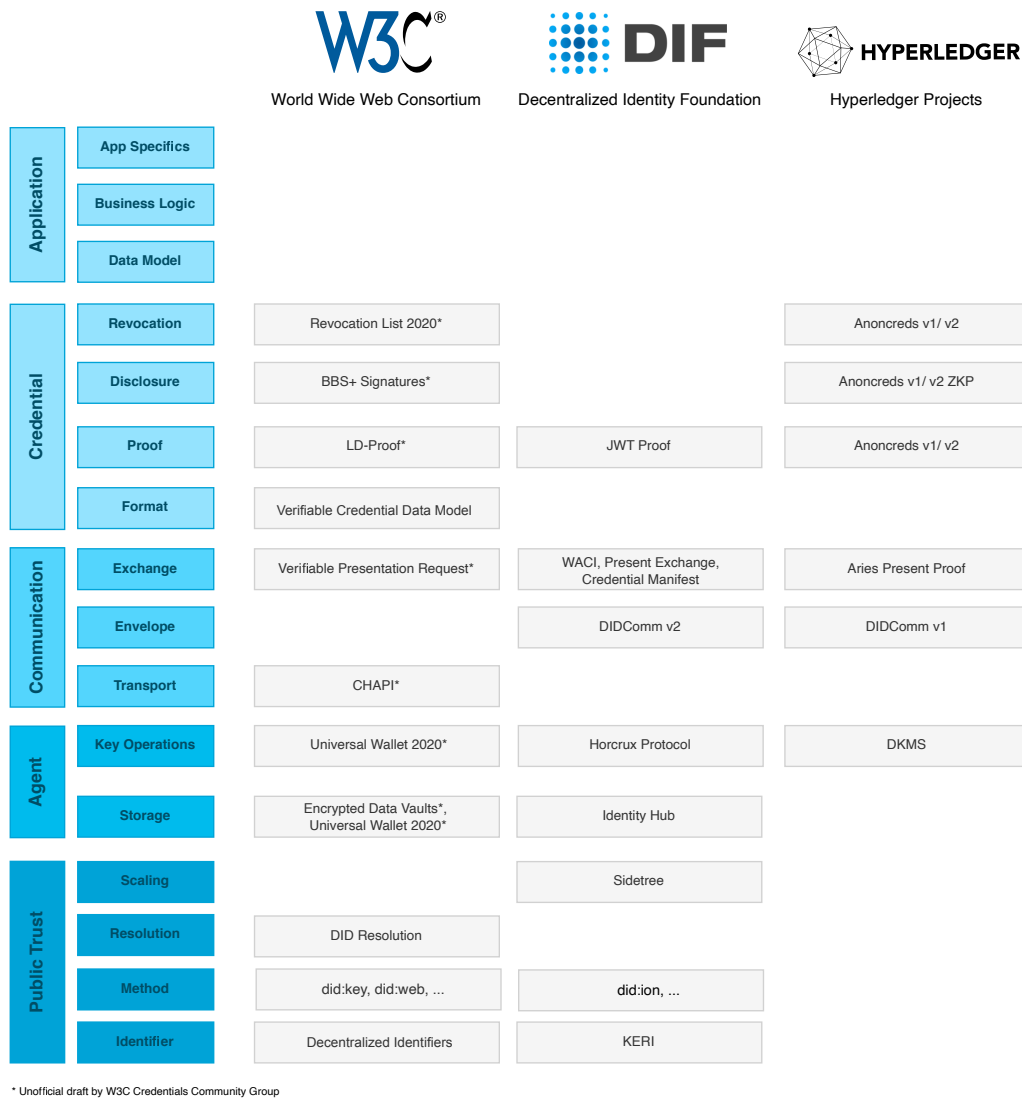 W3C®
DIF
HYPERLEDGER
World Wide Web Consortium
Decentralized Identity Foundation
Hyperledger Projects
Application
App Specifics
Business Logic
Data Model
Credential
Revocation
Revocation List 2020*
Anoncreds v1/ v2
Disclosure
BBS+ Signatures*
Anoncreds v1/ v2 ZKP
Proof
LD-Proof*
JWT Proof
Anoncreds v1/ v2
Format
Verifiable Credential Data Model
Communication
Exchange
Verifiable Presentation Request*
WACI, Present Exchange,
Credential Manifest
Aries Present Proof
Envelope
DIDComm v2
DIDComm v1
Transport
CHAPI*
Agent
Key Operations
Universal Wallet 2020*
Horcrux Protocol
DKMS
Storage
Encrypted Data Vaults*,
Universal Wallet 2020*
Identity Hub
Public Trust
Scaling
Sidetree
Resolution
DID Resolution
Method
did:key, did:web, ...
did:ion, ...
Identifier
Decentralized Identifiers
KERI
* Unofficial draft by W3C Credentials Community Group